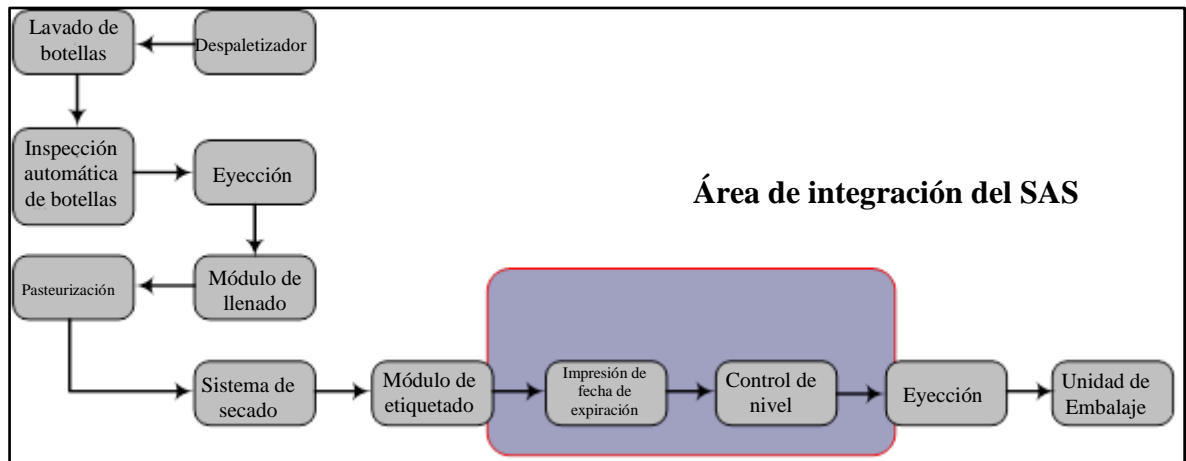 Lavado de
botellas
Despaletizador
Inspección
automática
de botellas
Eyección
Área de integración del SAS
Pasteurización
Módulo de
llenado
Sistema de
secado
Módulo de
etiquetado
Impresión de
fecha de
expiración
Control de
nivel
Eyección
Unidad de
Embalaje